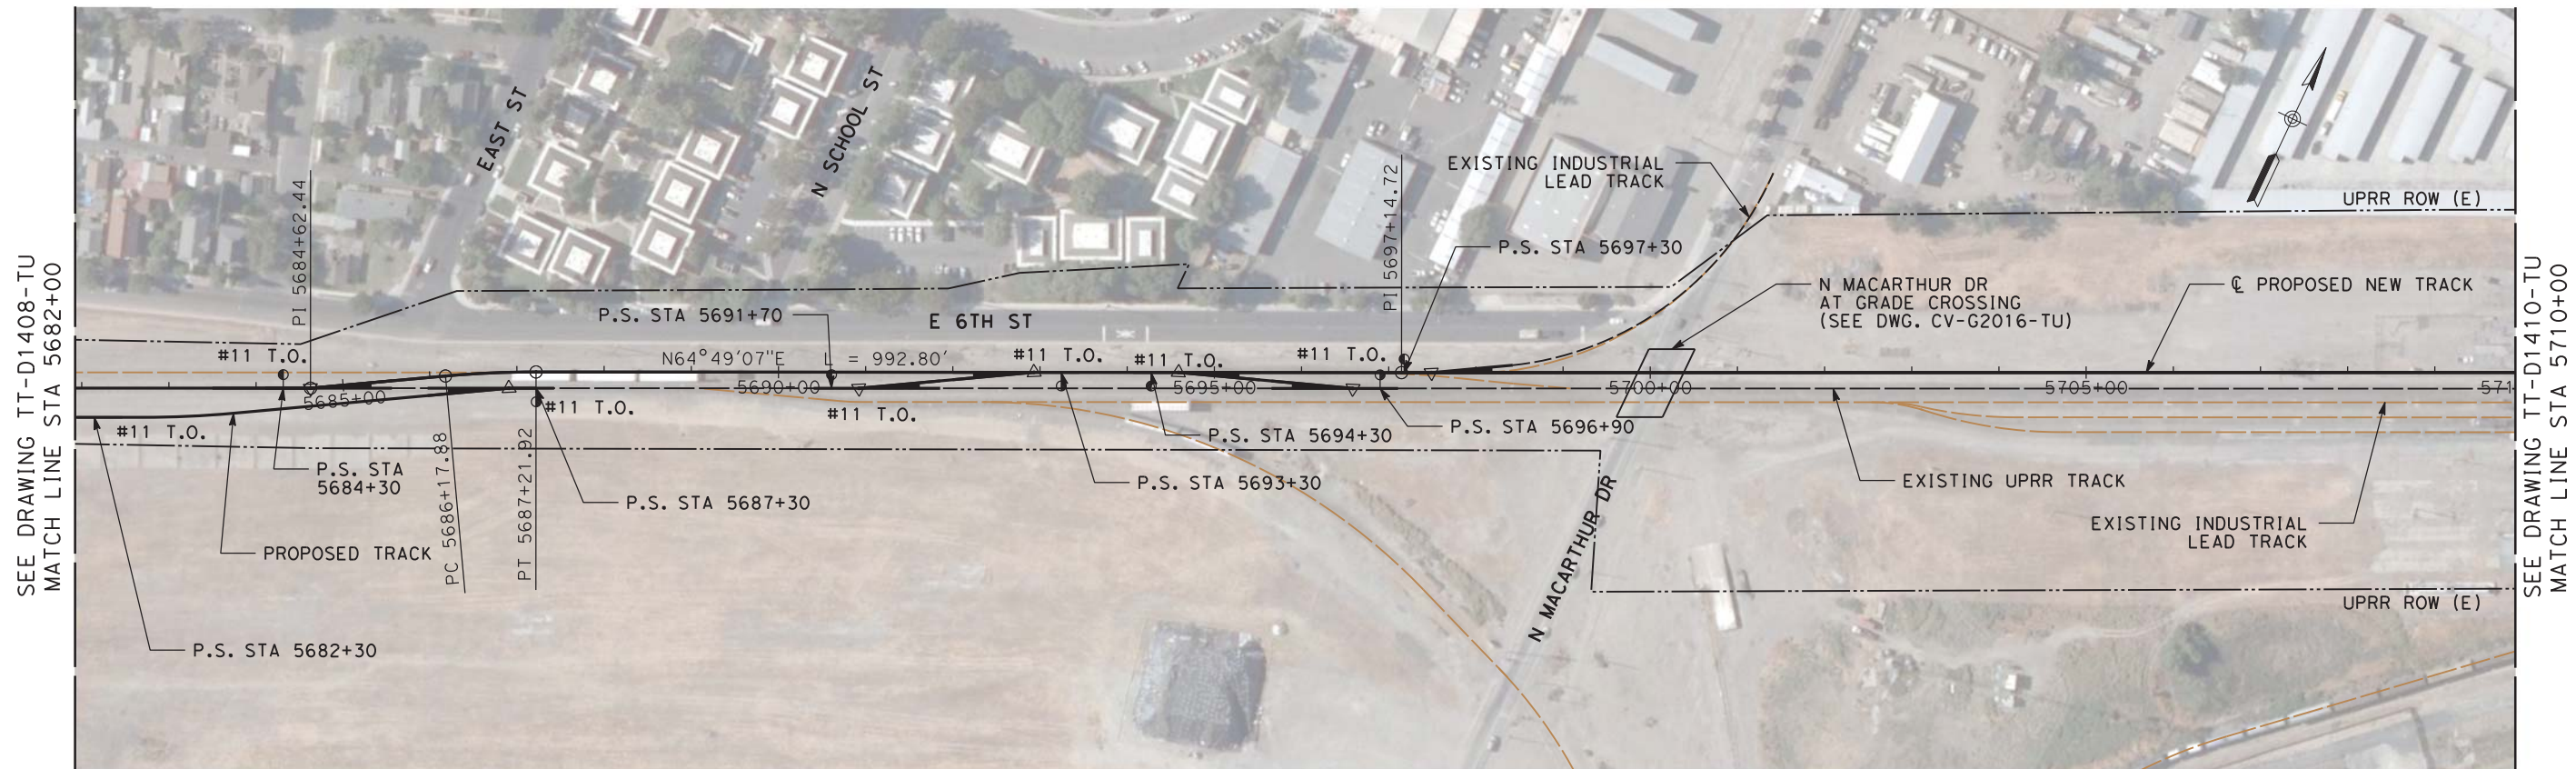 SEE DRAWING TT-D1408-TU
MATCH LINE STA 5682+00
EAST ST
N SCHOOL ST
PI 5684+62.44
PI 5697+14.72
EXISTING INDUSTRIAL
LEAD TRACK
UPRR ROW (E)
P.S. STA 5697+30
N MACARTHUR DR
AT GRADE CROSSING
(SEE DWG. CV-G2016-TU)
℄ PROPOSED NEW TRACK
P.S. STA 5691+70
E 6TH ST
#11 T.O.
N64°49'07"E L = 992.80'
#11 T.O.
#11 T.O.
#11 T.O.
5685+00
5690+00
5695+00
5700+00
5705+00
571
#11 T.O.
#11 T.O.
#11 T.O.
P.S. STA 5694+30
P.S. STA 5696+90
P.S. STA
5684+30
PC 5686+17.88
PT 5687+21.92
P.S. STA 5687+30
P.S. STA 5693+30
EXISTING UPRR TRACK
N MACARTHUR DR
EXISTING INDUSTRIAL
LEAD TRACK
PROPOSED TRACK
UPRR ROW (E)
P.S. STA 5682+30
SEE DRAWING TT-D1410-TU
MATCH LINE STA 5710+00